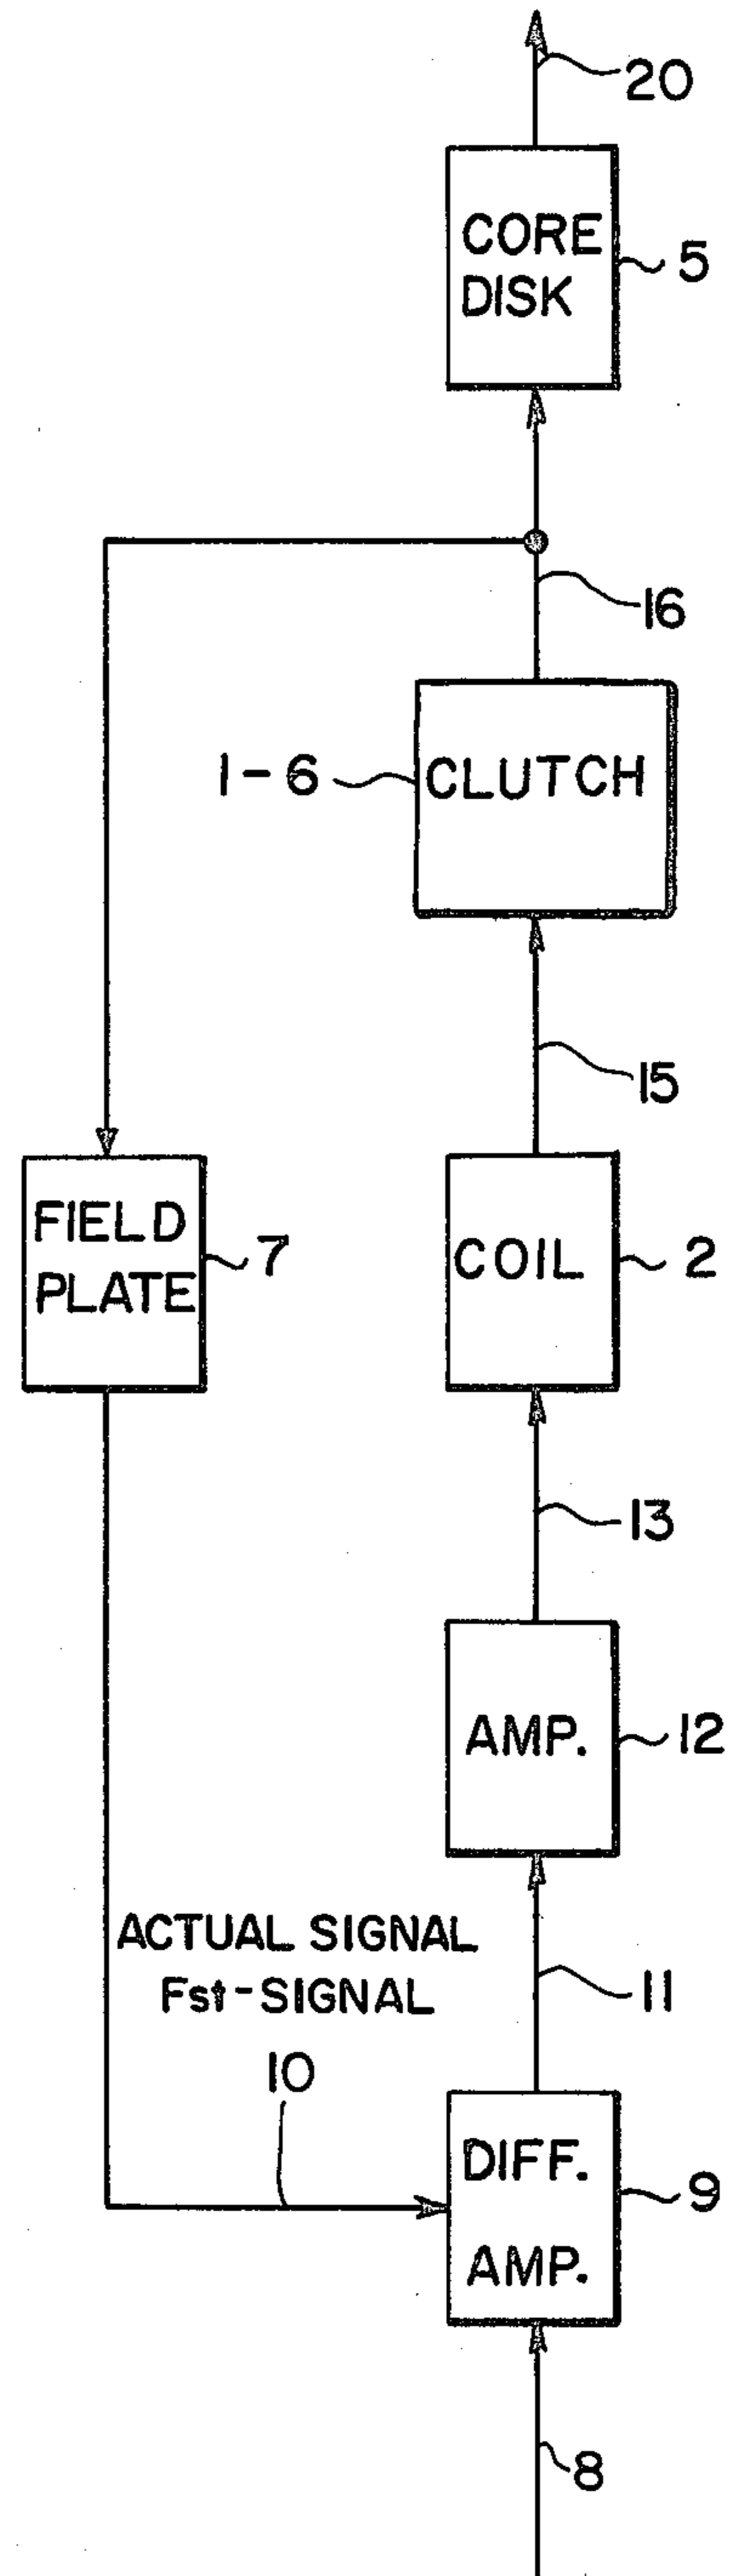 20
CORE
DISK
5
16
1-6
CLUTCH
15
FIELD
PLATE
7
COIL
2
13
AMP.
12
ACTUAL SIGNAL
Fst-SIGNAL
11
10
DIFF.
AMP.
9
8